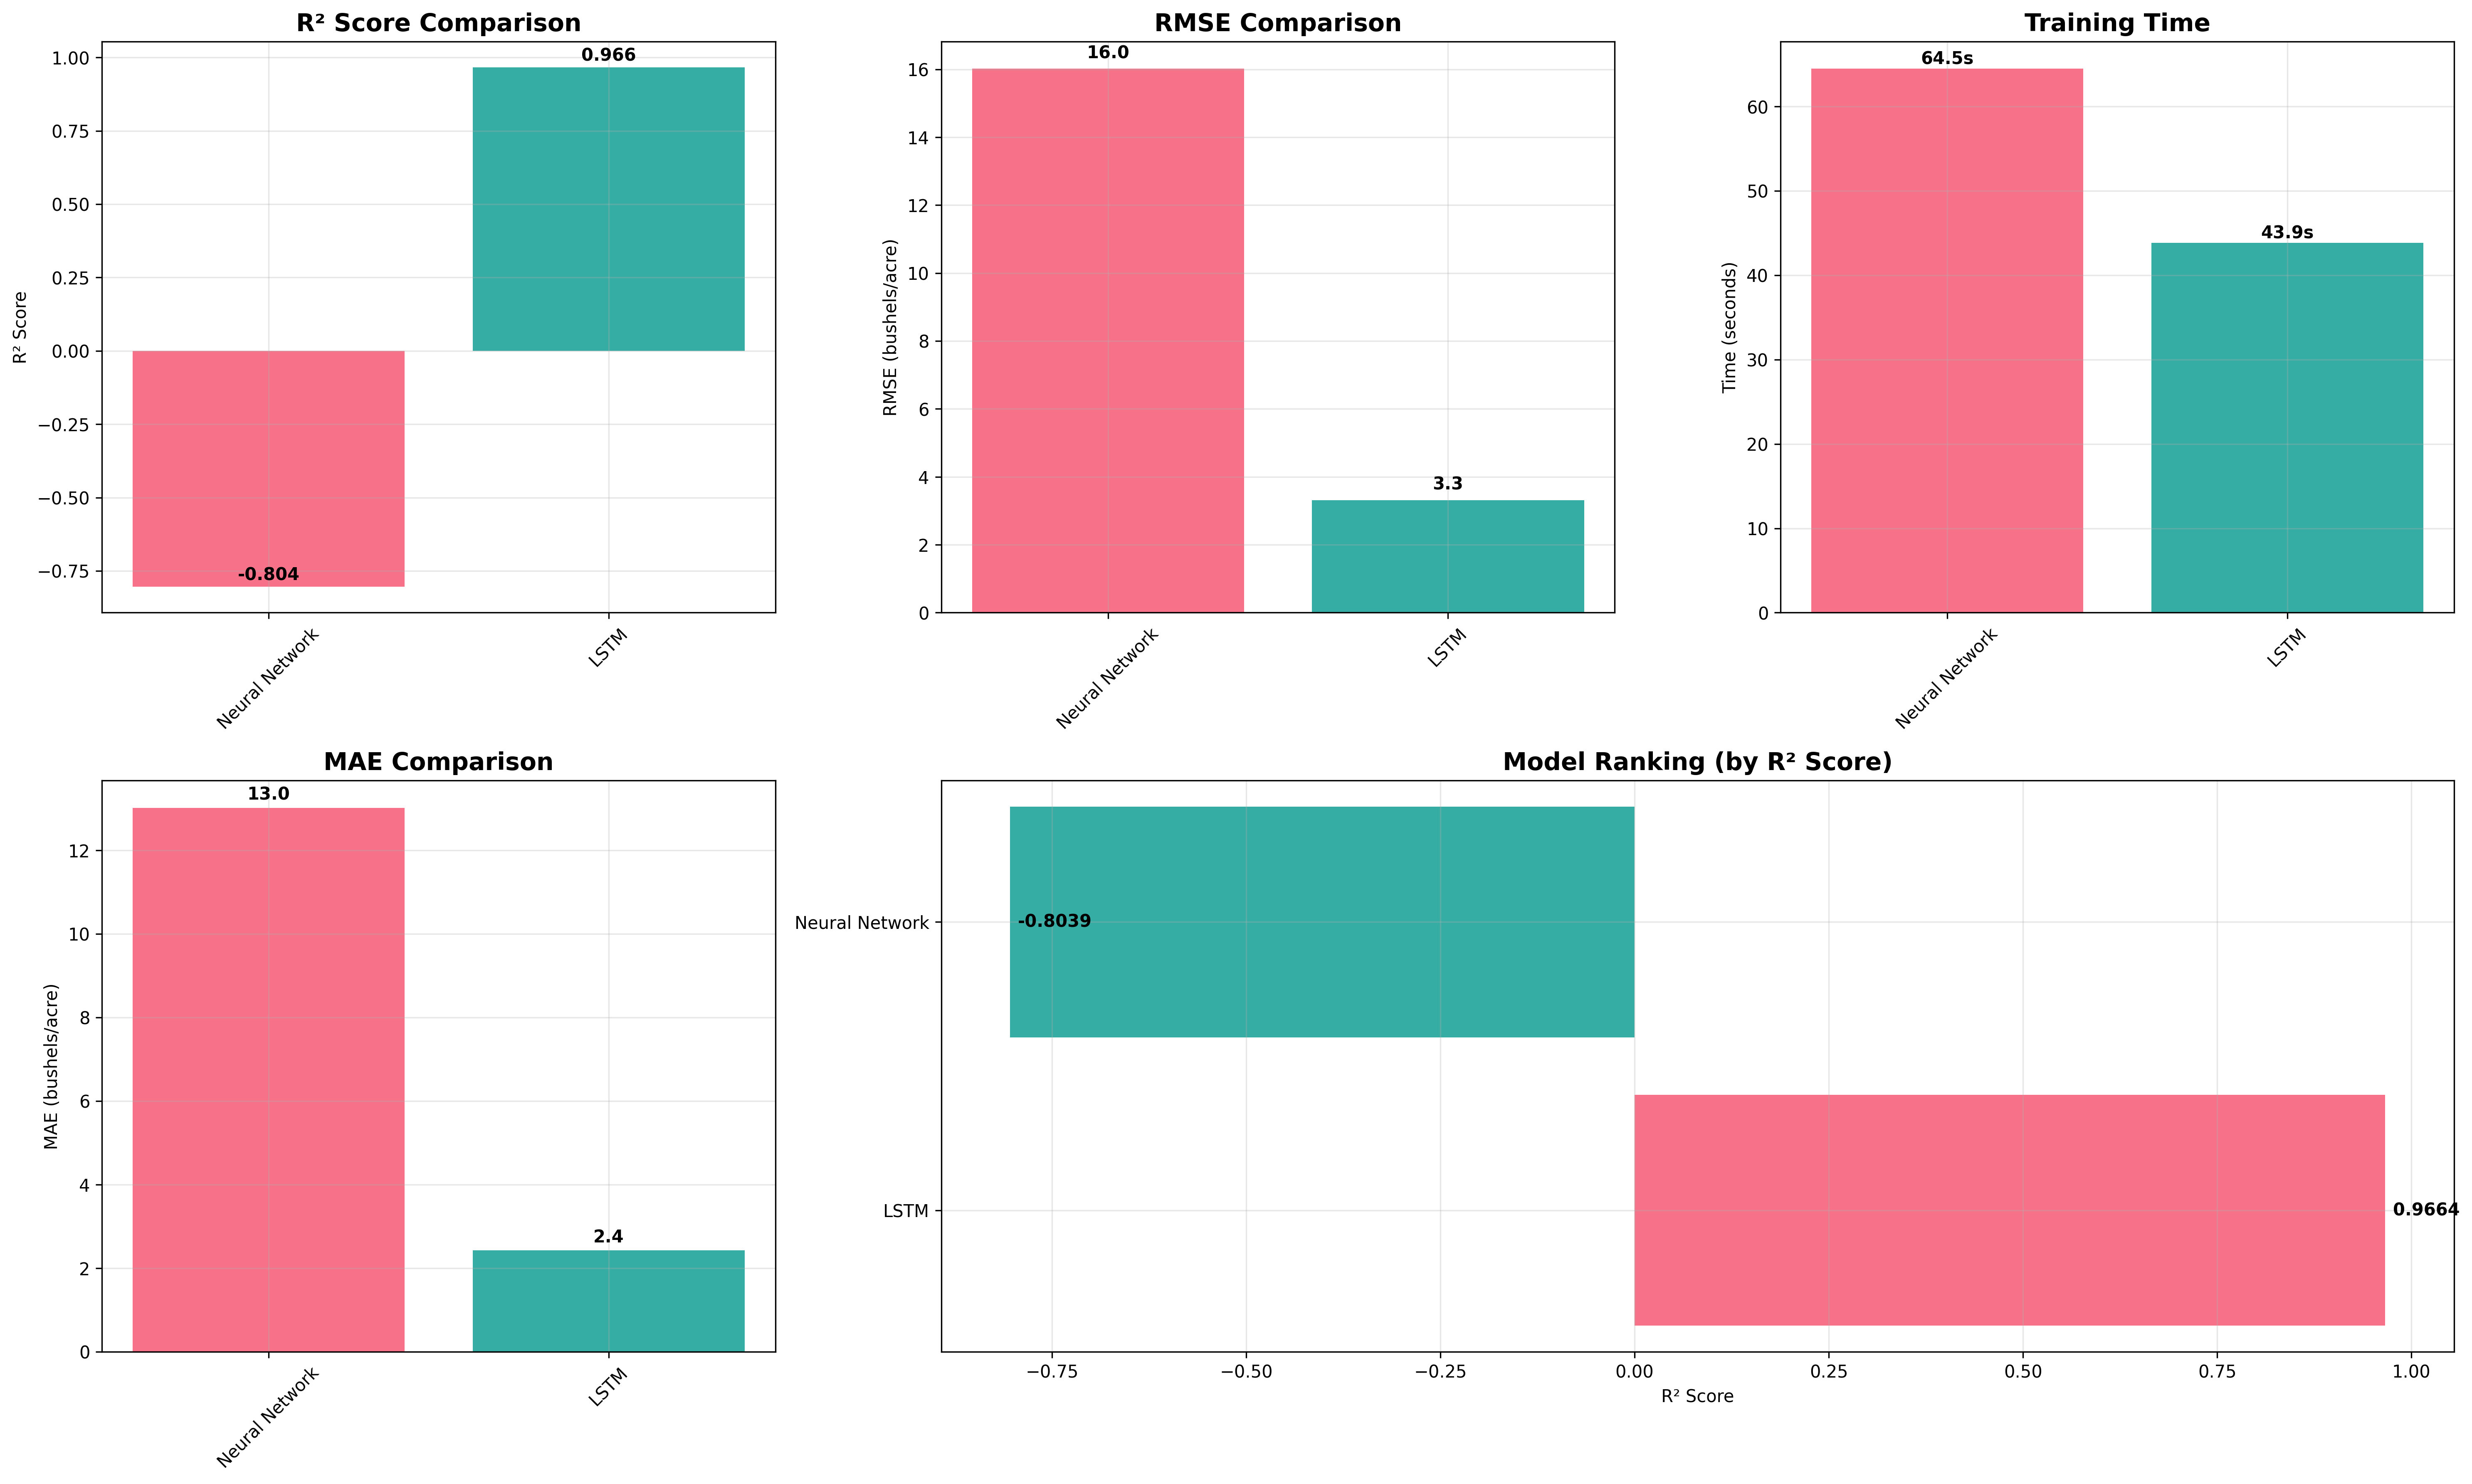 R² Score Comparison
R² Score
1.00
0.75
0.50
0.25
0.00
−0.25
−0.50
−0.75
0.966
-0.804
Neural Network
LSTM
RMSE Comparison
RMSE (bushels/acre)
16
14
12
10
8
6
4
2
0
16.0
3.3
Neural Network
LSTM
Training Time
Time (seconds)
60
50
40
30
20
10
0
64.5s
43.9s
Neural Network
LSTM
MAE Comparison
MAE (bushels/acre)
12
10
8
6
4
2
0
13.0
2.4
Neural Network
LSTM
Model Ranking (by R² Score)
Neural Network
-0.8039
LSTM
0.9664
−0.75
−0.50
−0.25
0.00
0.25
0.50
0.75
1.00
R² Score